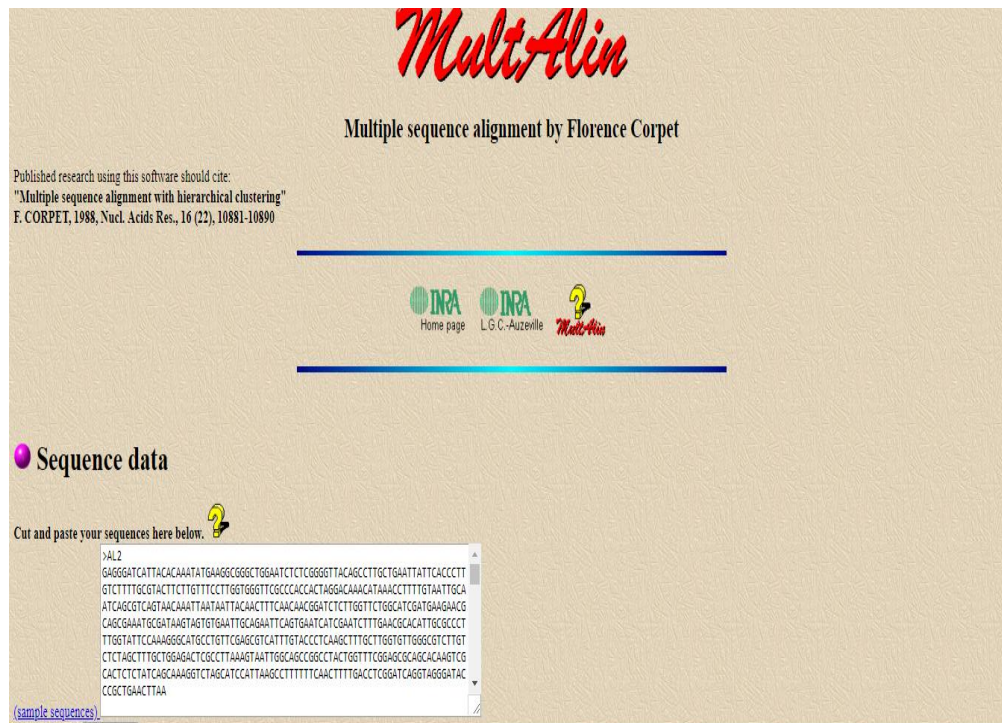 MultAlin
Multiple sequence alignment by Florence Corpet
Published research using this software should cite:
"Multiple sequence alignment with hierarchical clustering"
F. CORPET, 1988, Nucl. Acids Res., 16 (22), 10881-10890
INRA
Home page
INRA
L.G.C.-Auzeville
?
MultAlin
Sequence data
Cut and paste your sequences here below. ?
>AL2
GAGGGATCATTACACAAATATGAAGGCGGGCTGGAATCTCTCGGGGTTACAGCCTTGCTGAATTATTCACCCTT
GTCTTTTGCGTACTTCTTGTTTCCTTGGTGGGTTCGCCCACCACTAGGACAAACATAAACCTTTTGTAATTGCA
ATCAGCGTCAGTAACAAATTAATAATTACAACTTTCAACAACGGATCTCTTGGTTCTGGCATCGATGAAGAACG
CAGCGAAATGCGATAAGTAGTGTGAATTGCAGAATTCAGTGAATCATCGAATCTTTGAACGCACATTGCGCCCT
TTGGTATTCCAAAGGGCATGCCTGTTCGAGCGTCATTTGTACCCTCAAGCTTTGCTTGGTGTTGGGCGTCTTGT
CTCTAGCTTTGCTGGAGACTCGCCTTAAAGTAATTGGCAGCCGGCCTACTGGTTTCGGAGCGCAGCACAAGTCG
CACTCTCTATCAGCAAAGGTCTAGCATCCATTAAGCCTTTTTTCAACTTTTGACCTCGGATCAGGTAGGGATAC
CCGCTGAACTTAA
(sample sequences)